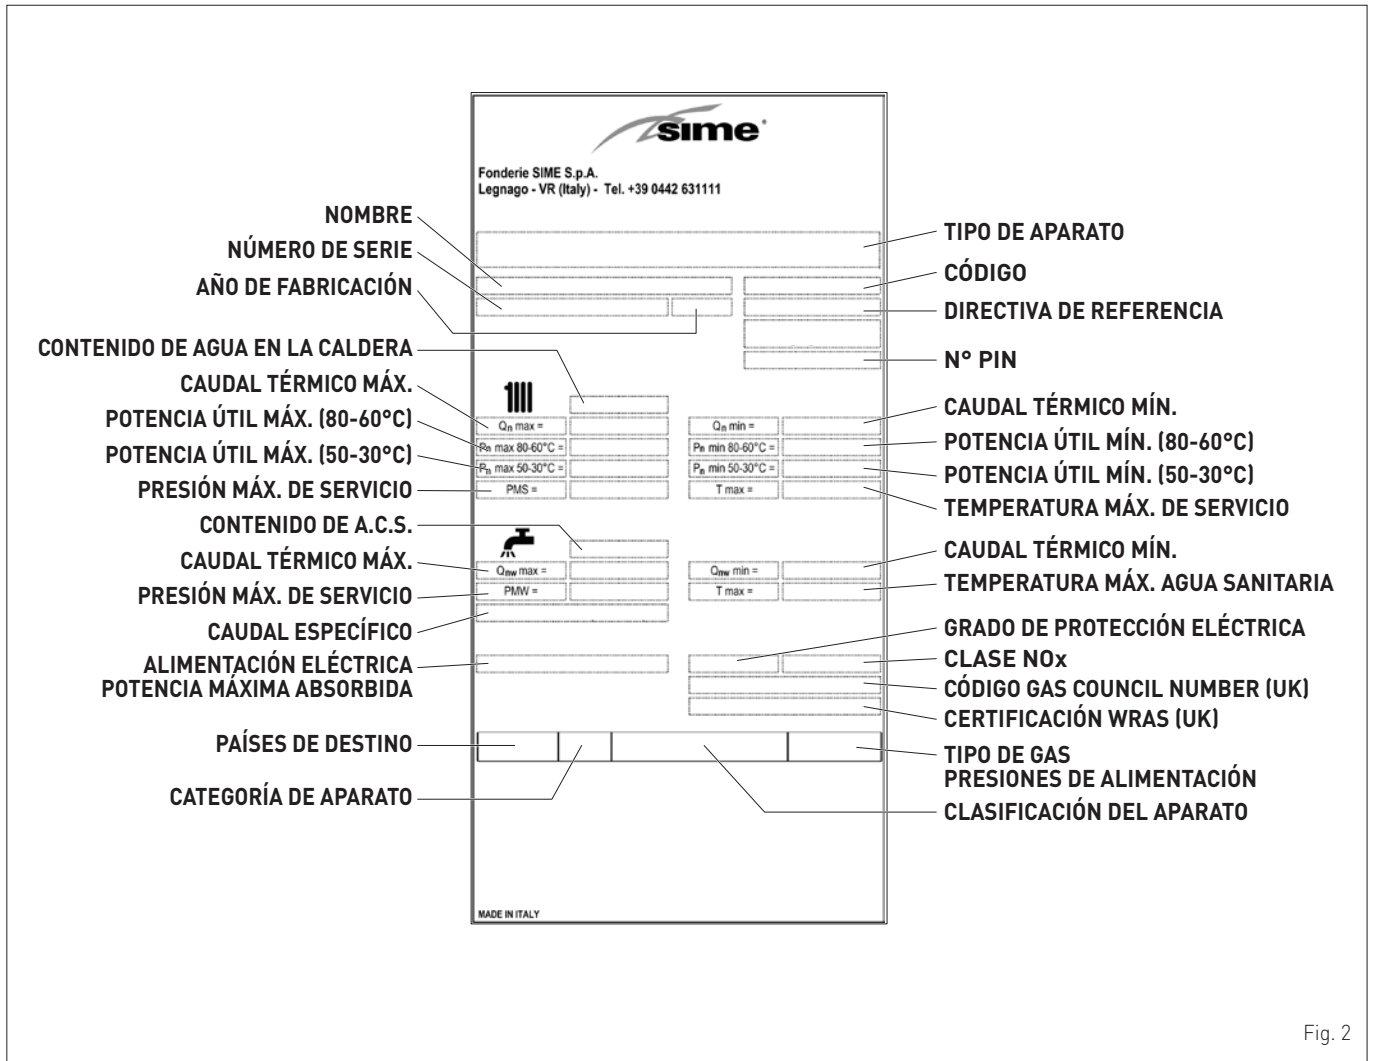 sime
Fonderie SIME S.p.A.
Legnago - VR (Italy) - Tel. +39 0442 631111
NOMBRE
NÚMERO DE SERIE
AÑO DE FABRICACIÓN
CONTENIDO DE AGUA EN LA CALDERA
CAUDAL TÉRMICO MÁX.
POTENCIA ÚTIL MÁX. (80-60°C)
POTENCIA ÚTIL MÁX. (50-30°C)
PRESIÓN MÁX. DE SERVICIO
CONTENIDO DE A.C.S.
CAUDAL TÉRMICO MÁX.
PRESIÓN MÁX. DE SERVICIO
CAUDAL ESPECÍFICO
ALIMENTACIÓN ELÉCTRICA
POTENCIA MÁXIMA ABSORBIDA
PAÍSES DE DESTINO
CATEGORÍA DE APARATO
Qn max =
Pn max 80-60°C =
Pn max 50-30°C =
PMS =
Qn min =
Pn min 80-60°C =
Pn min 50-30°C =
T max =
Qnw max =
PMW =
Qnw min =
T max =
MADE IN ITALY
TIPO DE APARATO
CÓDIGO
DIRECTIVA DE REFERENCIA
N° PIN
CAUDAL TÉRMICO MÍN.
POTENCIA ÚTIL MÍN. (80-60°C)
POTENCIA ÚTIL MÍN. (50-30°C)
TEMPERATURA MÁX. DE SERVICIO
CAUDAL TÉRMICO MÍN.
TEMPERATURA MÁX. AGUA SANITARIA
GRADO DE PROTECCIÓN ELÉCTRICA
CLASE NOx
CÓDIGO GAS COUNCIL NUMBER (UK)
CERTIFICACIÓN WRAS (UK)
TIPO DE GAS
PRESIONES DE ALIMENTACIÓN
CLASIFICACIÓN DEL APARATO
Fig. 2